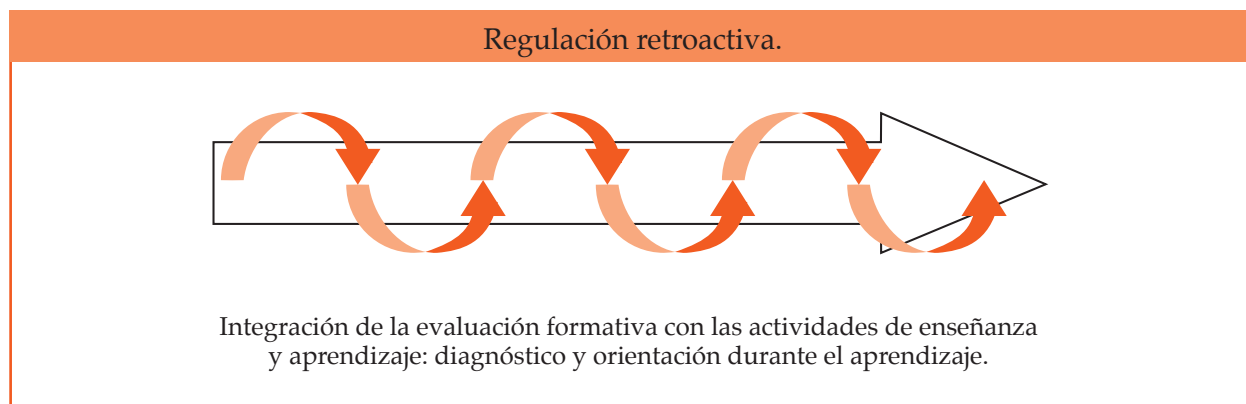 Regulación retroactiva.
Integración de la evaluación formativa con las actividades de enseñanza
y aprendizaje: diagnóstico y orientación durante el aprendizaje.